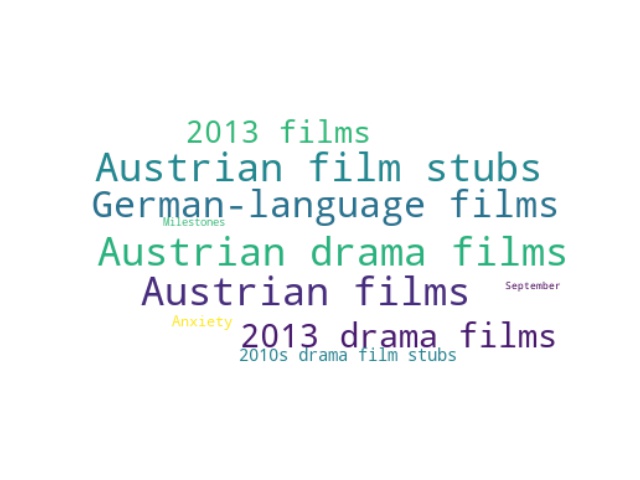 2013 films
Austrian film stubs
German-language films
Milestones
Austrian drama films
Austrian films
September
Anxiety
2013 drama films
2010s drama film stubs